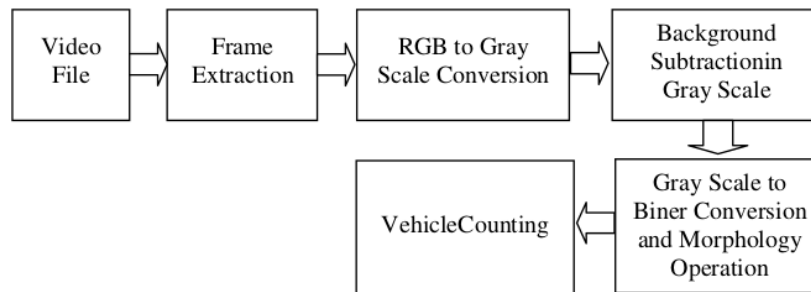 Video
File
Frame
Extraction
RGB to Gray
Scale Conversion
Background
Subtractionin
Gray Scale
Gray Scale to
Biner Conversion
and Morphology
Operation
VehicleCounting